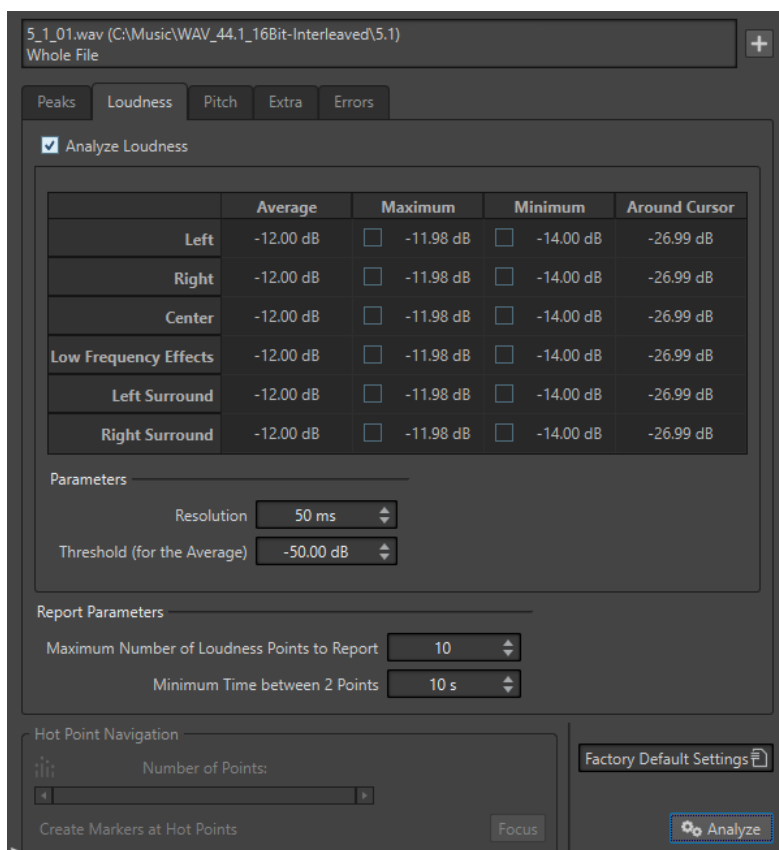 5_1_01.wav (C:\Music\WAV_44.1_16Bit-Interleaved\5.1)
Whole File
Peaks Loudness Pitch Extra Errors
Analyze Loudness
Average Maximum Minimum Around Cursor
Left -12.00 dB -11.98 dB -14.00 dB -26.99 dB
Right -12.00 dB -11.98 dB -14.00 dB -26.99 dB
Center -12.00 dB -11.98 dB -14.00 dB -26.99 dB
Low Frequency Effects -12.00 dB -11.98 dB -14.00 dB -26.99 dB
Left Surround -12.00 dB -11.98 dB -14.00 dB -26.99 dB
Right Surround -12.00 dB -11.98 dB -14.00 dB -26.99 dB
Parameters
Resolution 50 ms
Threshold (for the Average) -50.00 dB
Report Parameters
Maximum Number of Loudness Points to Report 10
Minimum Time between 2 Points 10 s
Hot Point Navigation
Number of Points:
Create Markers at Hot Points Focus
Factory Default Settings
Analyze